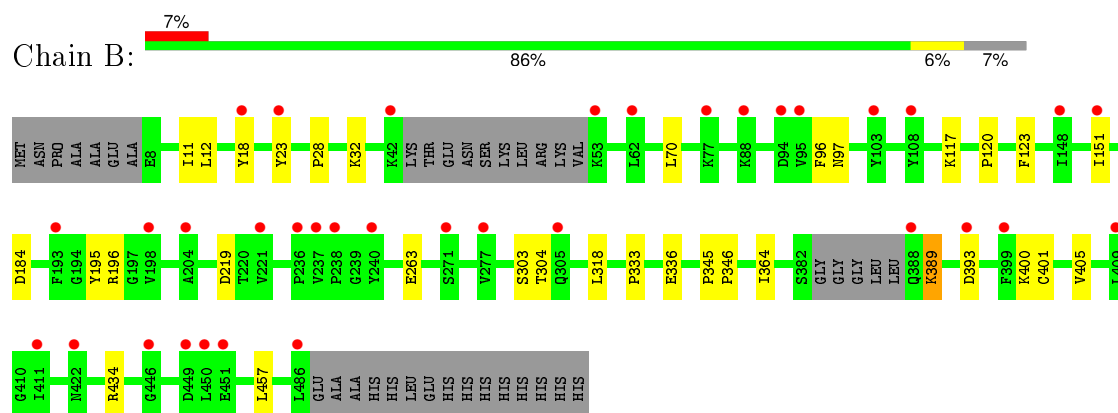 7%
Chain B:
86% 6% 7%
MET ASN PRO ALA ALA GLU ALA E8 I11 L12 Y18 Y23 P28 K32 K42 LYS THR GLU ASN SER LYS LEU ARG LYS VAL K53 L62 L70 K77 K88 D94 V95 F96 N97 Y103 Y108 K117 P120 F123 I148 I151
D184 F193 G194 Y195 R196 G197 V198 A204 D219 T220 V221 P236 V237 P238 G239 Y240 E263 S271 V277 S303 T304 Q305 L318 P333 E336 P345 P346 I364 S382 GLY GLY GLY LEU LEU Q388 K389 D393 F399 K400 C401 V405
G410 I411 N422 R434 G446 D449 L450 E451 L457 L486 GLU ALA ALA HIS HIS LEU GLU HIS HIS HIS HIS HIS HIS HIS HIS